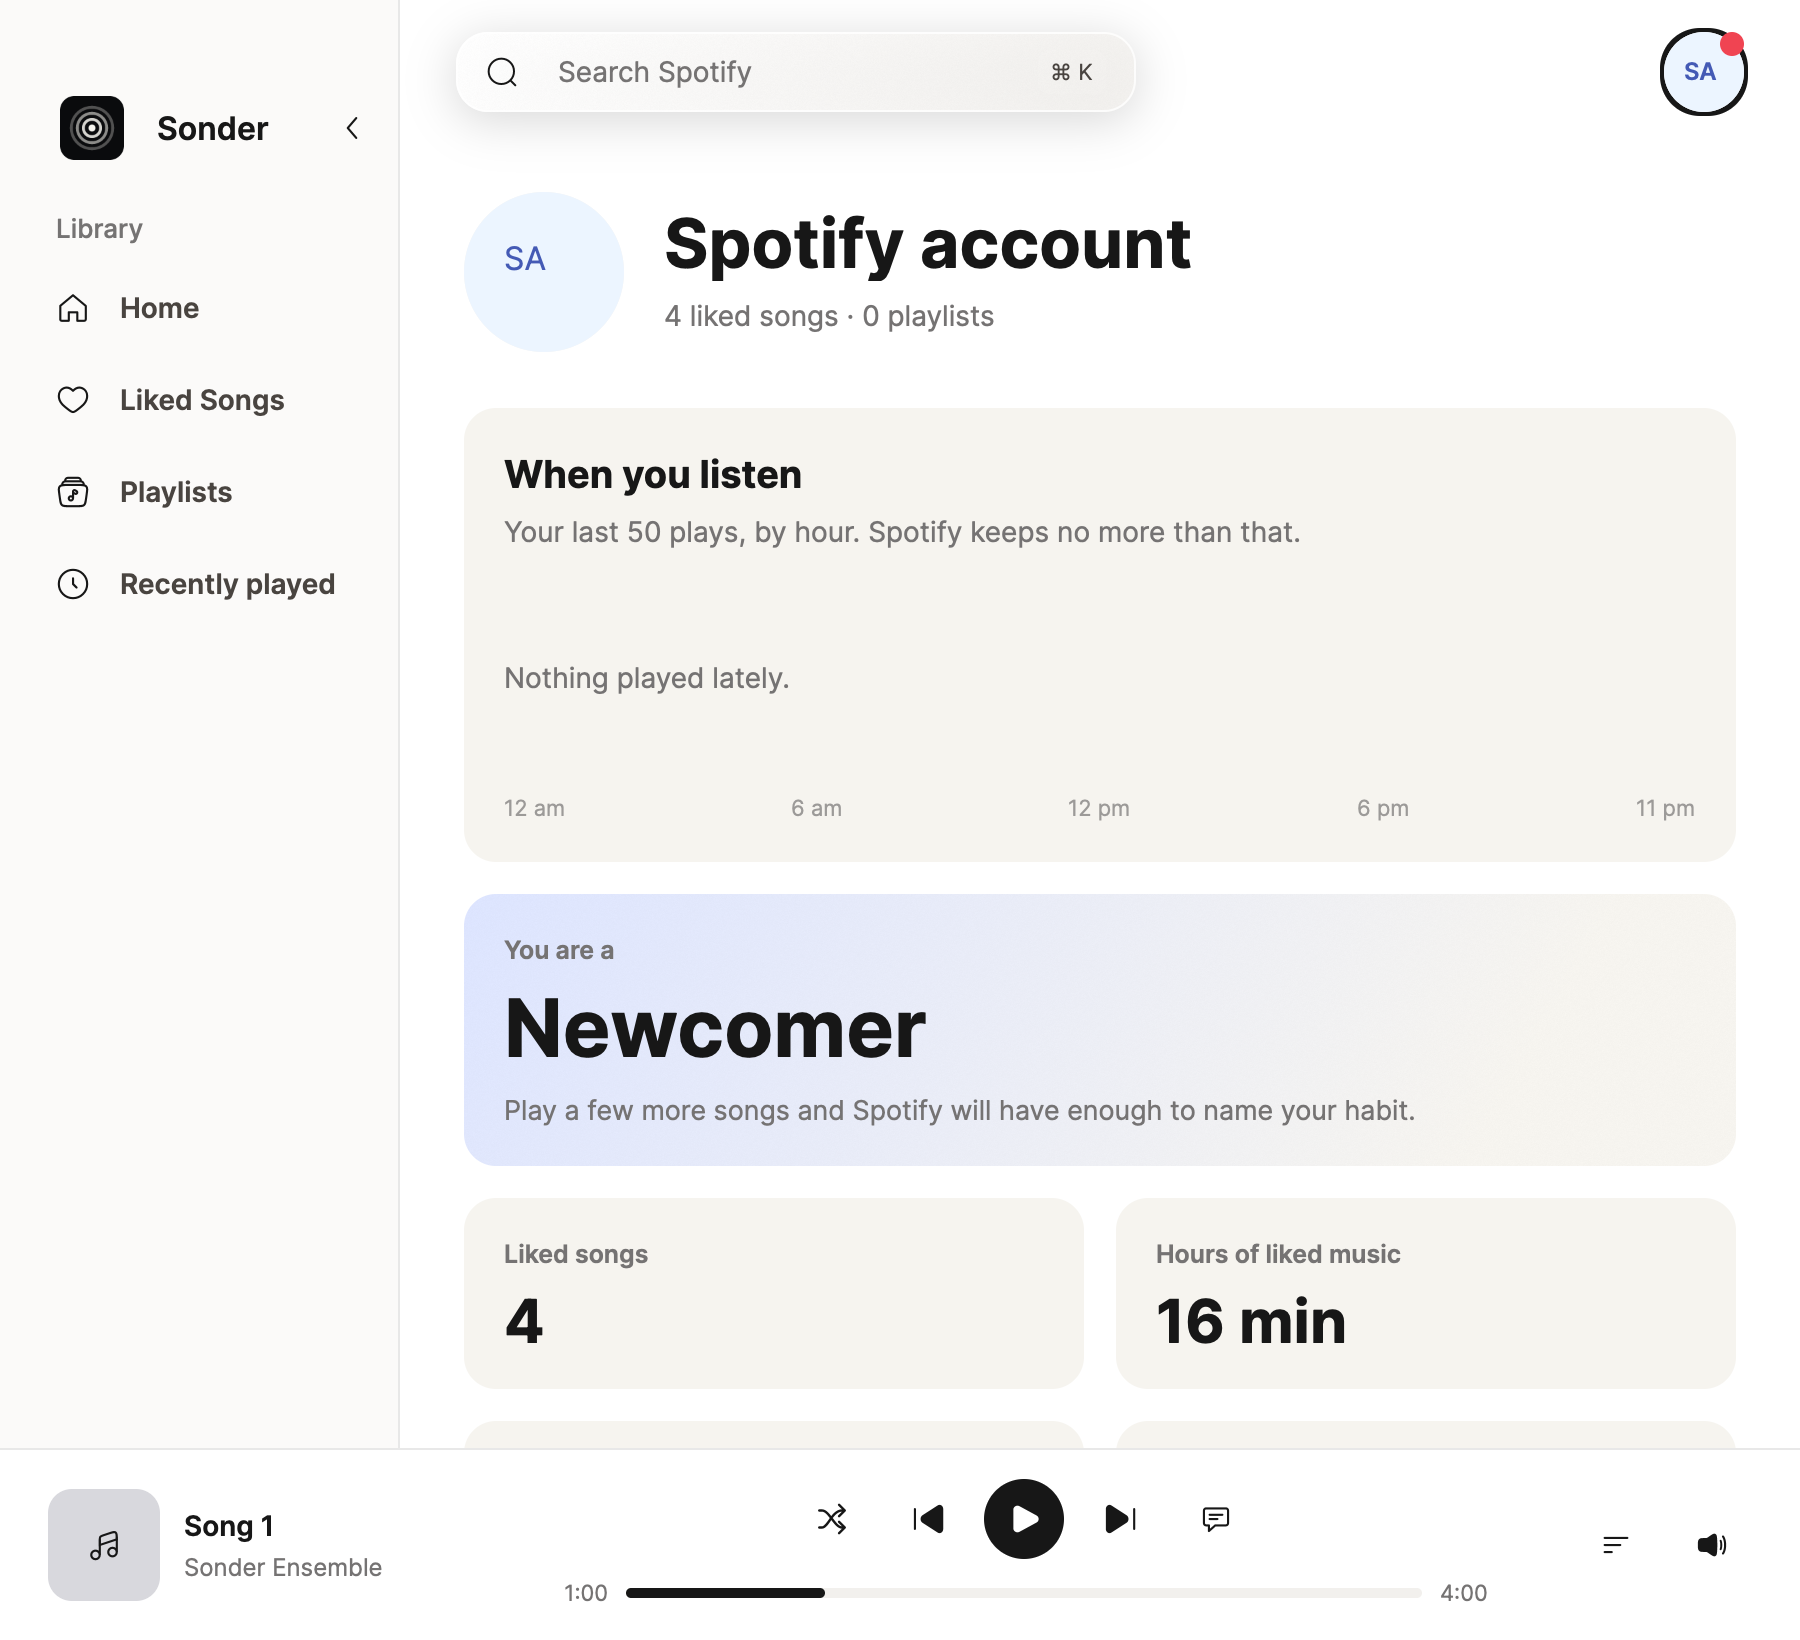 Search Spotify
⌘ K
SA
Sonder
Library
Home
Liked Songs
Playlists
Recently played
SA
Spotify account
4 liked songs · 0 playlists
When you listen
Your last 50 plays, by hour. Spotify keeps no more than that.
Nothing played lately.
12 am
6 am
12 pm
6 pm
11 pm
You are a
Newcomer
Play a few more songs and Spotify will have enough to name your habit.
Liked songs
4
Hours of liked music
16 min
Song 1
Sonder Ensemble
1:00
4:00